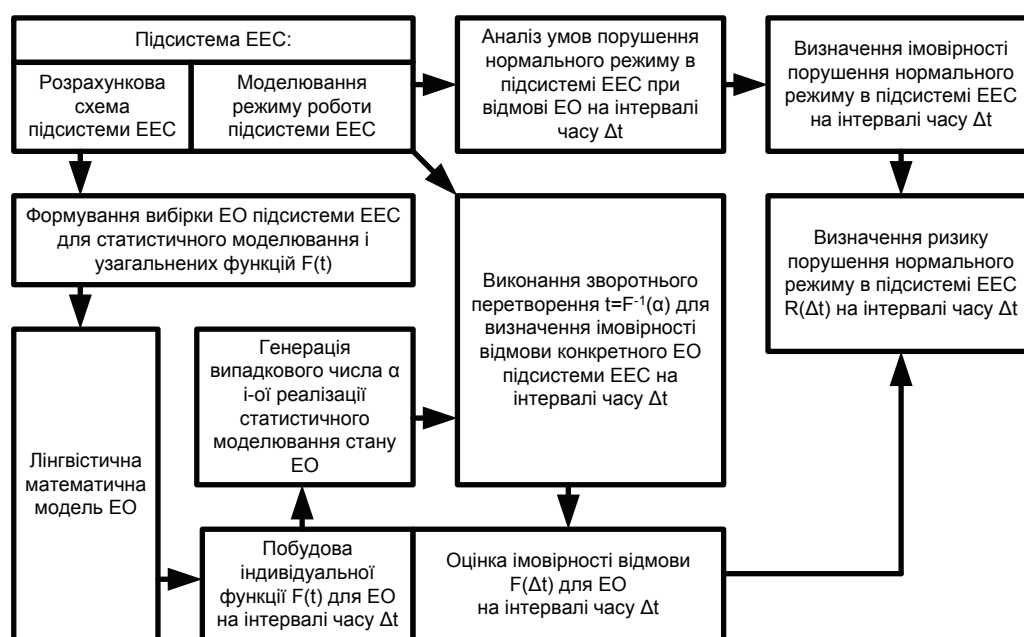 Підсистема ЕЕС:
Розрахункова
схема
підсистеми ЕЕС
Моделювання
режиму роботи
підсистеми ЕЕС
Аналіз умов порушення
нормального режиму в
підсистемі ЕЕС при
відмові ЕО на інтервалі
часу Δt
Визначення імовірності
порушення нормального
режиму в підсистемі ЕЕС
на інтервалі часу Δt
Формування вибірки ЕО підсистеми ЕЕС
для статистичного моделювання і
узагальнених функцій F(t)
Виконання зворотнього
перетворення t=F⁻¹(α) для
визначення імовірності
відмови конкретного ЕО
підсистеми ЕЕС на
інтервалі часу Δt
Визначення ризику
порушення нормального
режиму в підсистемі ЕЕС
R(Δt) на інтервалі часу Δt
Генерація
випадкового числа α
і-ої реалізації
статистичного
моделювання стану
ЕО
Лінгвістична
математична
модель ЕО
Побудова
індивідуальної
функції F(t) для ЕО
на інтервалі часу Δt
Оцінка імовірності відмови
F(Δt) для ЕО
на інтервалі часу Δt